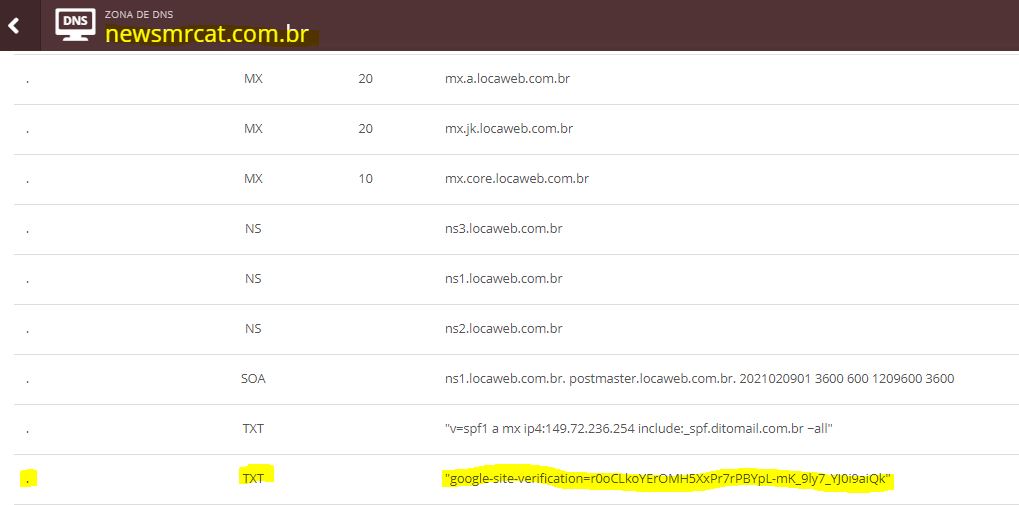 DNS
ZONA DE DNS
newsmrcat.com.br
. MX 20 mx.a.locaweb.com.br
. MX 20 mx.jk.locaweb.com.br
. MX 10 mx.core.locaweb.com.br
. NS ns3.locaweb.com.br
. NS ns1.locaweb.com.br
. NS ns2.locaweb.com.br
. SOA ns1.locaweb.com.br. postmaster.locaweb.com.br. 2021020901 3600 600 1209600 3600
. TXT "v=spf1 a mx ip4:149.72.236.254 include:_spf.ditomail.com.br ~all"
. TXT "google-site-verification=r0oCLkoYErOMH5XxPr7rPBYpL-mK_9ly7_YJ0i9aiQk"